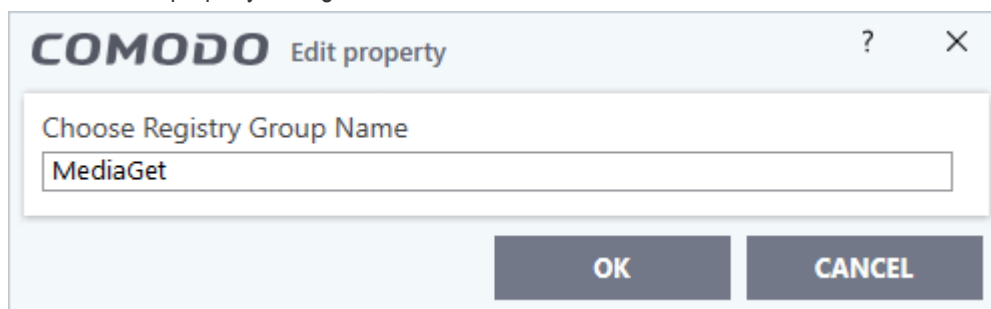 COMODO Edit property ? ×
Choose Registry Group Name
MediaGet
OK CANCEL